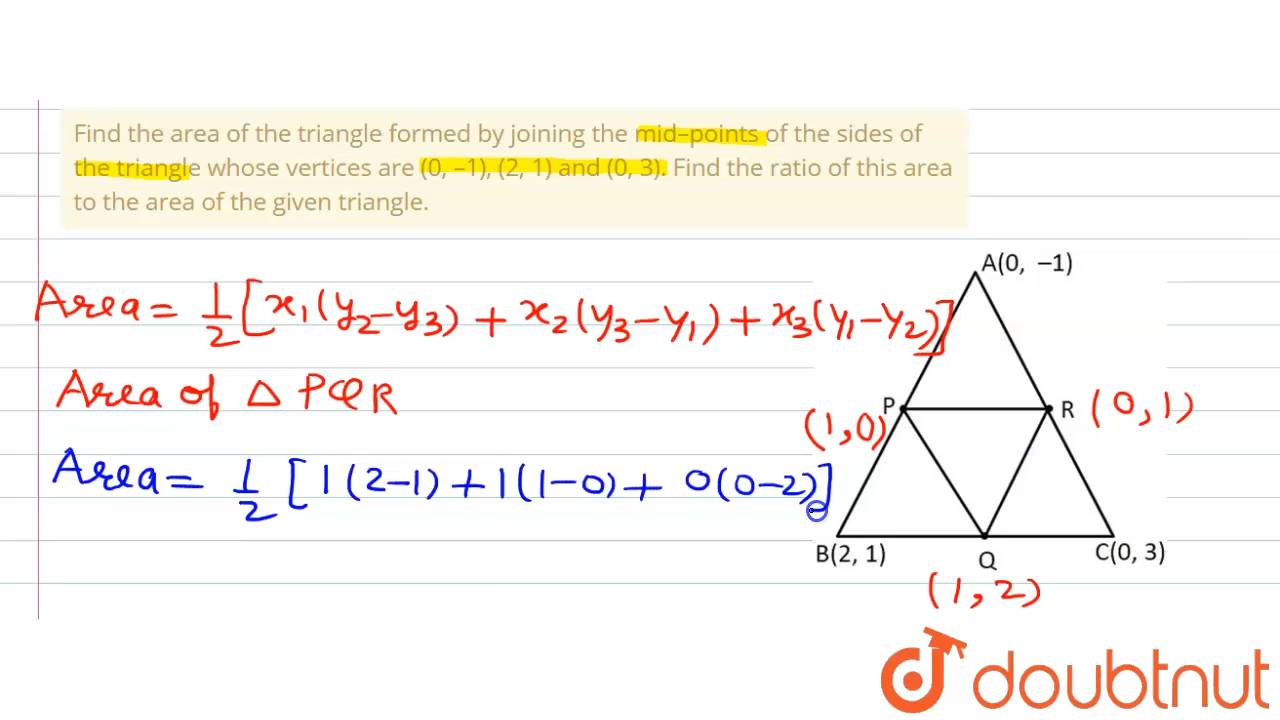 Find the area of the triangle formed by joining the mid–points of the sides of
the triangle whose vertices are (0, –1), (2, 1) and (0, 3). Find the ratio of this area
to the area of the given triangle.
A(0, –1)
Area = 1/2 [x₁(y₂–y₃) + x₂(y₃–y₁) + x₃(y₁–y₂)]
Area of △ PQR
P
R (0, 1)
(1, 0)
Area = 1/2 [1(2–1) + 1(1–0) + 0(0–2)]
B(2, 1)
Q
C(0, 3)
(1, 2)
doubtnut